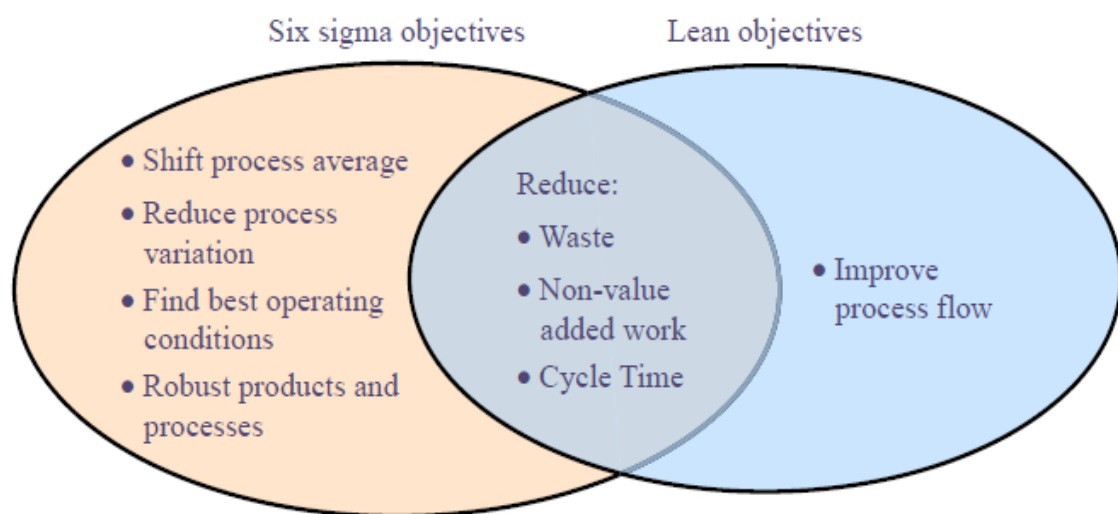 Six sigma objectives
Lean objectives
• Shift process average
• Reduce process
variation
• Find best operating
conditions
• Robust products and
processes
Reduce:
• Waste
• Non-value
added work
• Cycle Time
• Improve
process flow